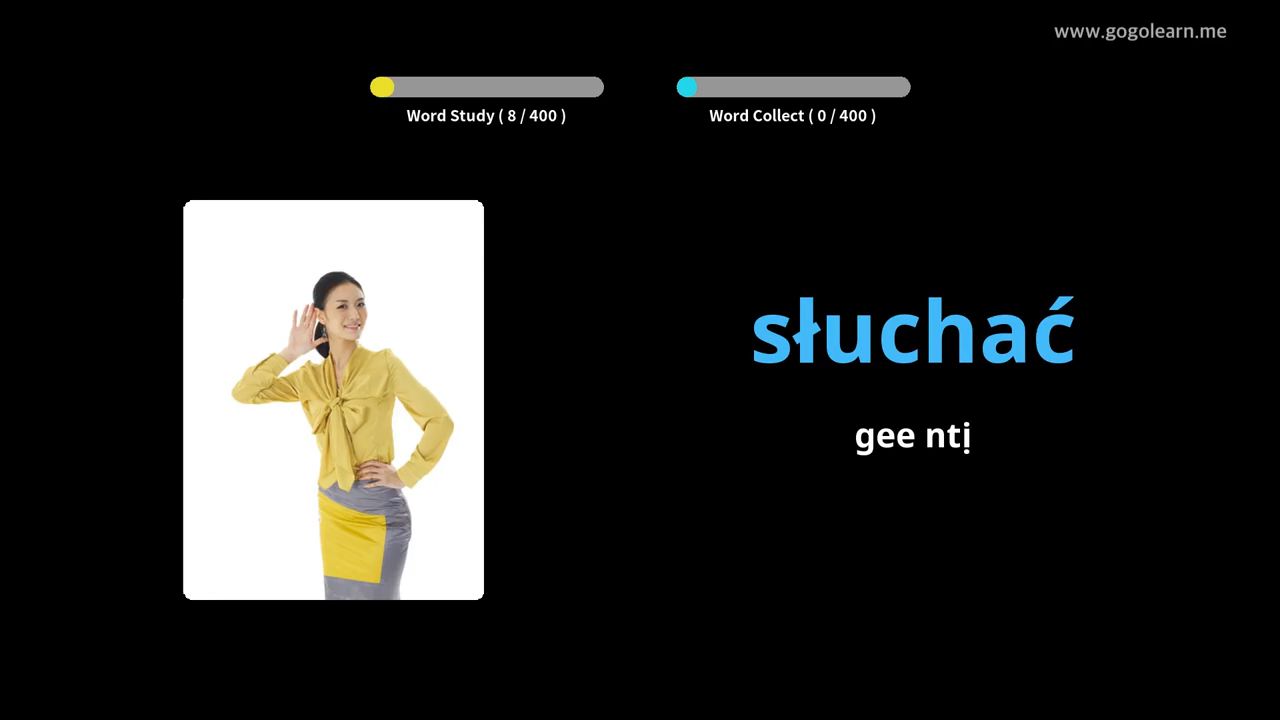 www.gogolearn.me
Word Study ( 8 / 400 )
Word Collect ( 0 / 400 )
słuchać
gee ntị